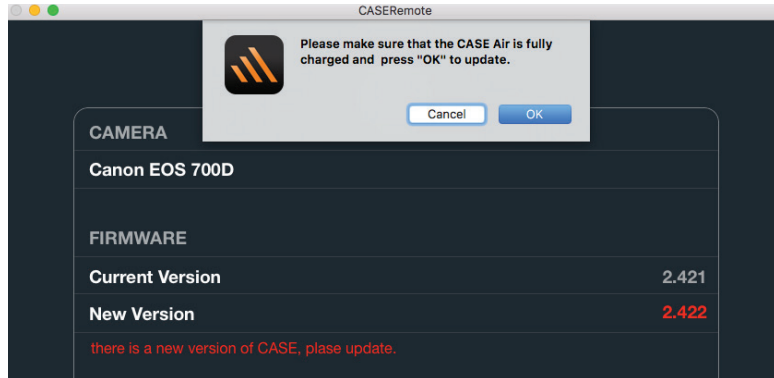 CASERemote
Please make sure that the CASE Air is fully
charged and  press "OK" to update.
Cancel
OK
CAMERA
Canon EOS 700D
FIRMWARE
Current Version 2.421
New Version 2.422
there is a new version of CASE, plase update.